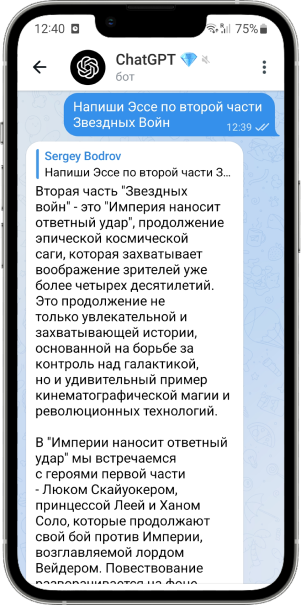 12:40
75%
ChatGPT
бот
Напиши Эссе по второй части
Звездных Войн
12:39
Sergey Bodrov
Напиши Эссе по второй части З...
Вторая часть "Звездных
войн" - это "Империя наносит
ответный удар", продолжение
эпической космической
саги, которая захватывает
воображение зрителей уже
более четырех десятилетий.
Это продолжение не
только увлекательной и
захватывающей истории,
основанной на борьбе за
контроль над галактикой,
но и удивительный пример
кинематографической магии и
революционных технологий.
В "Империи наносит ответный
удар" мы встречаемся
с героями первой части
- Люком Скайуокером,
принцессой Леей и Ханом
Соло, которые продолжают
свой бой против Империи,
возглавляемой лордом
Вейдером. Повествование
разворачивается на фоне